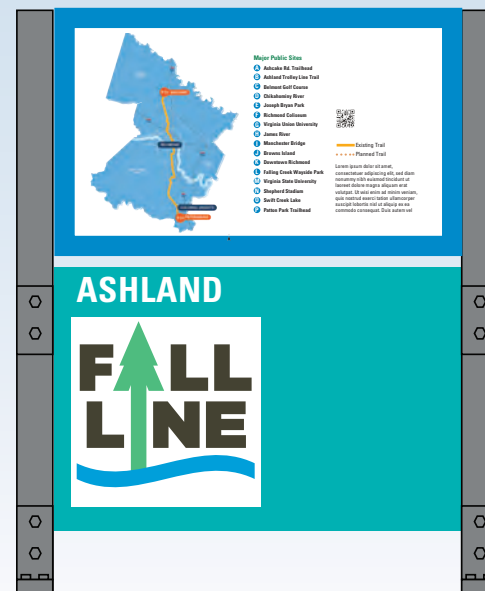 Major Public Sites
A Ashcake Rd. Trailhead
B Ashland Trolley Line Trail
C Belmont Golf Course
D Chikahominy River
E Joseph Bryan Park
F Richmond Coliseum
G Virginia Union University
H James River
I Manchester Bridge
J Browns Island
K Downtown Richmond
L Falling Creek Wayside Park
M Virginia State University
N Shepherd Stadium
O Swift Creek Lake
P Patton Park Trailhead
Existing Trail
Planned Trail
Lorem ipsum dolor sit amet,
consectetuer adipiscing elit, sed diam
nonummy nibh euismod tincidunt ut
laoreet dolore magna aliquam erat
volutpat. Ut wisi enim ad minim veniam,
quis nostrud exerci tation ullamcorper
suscipit lobortis nisl ut aliquip ex ea
commodo consequat. Duis autem vel
ASHLAND
FALL
LINE